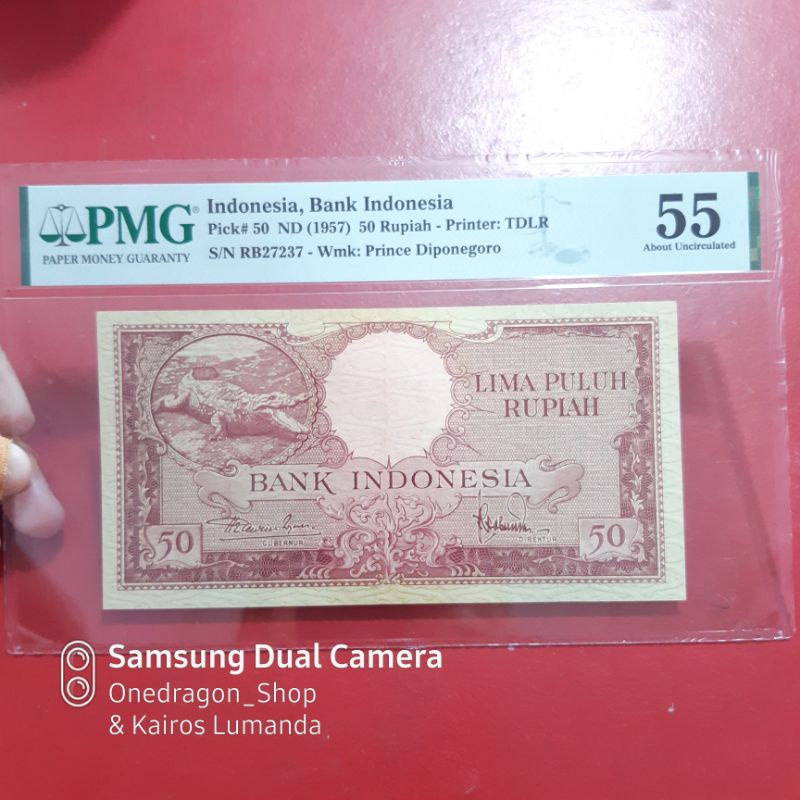 PMG®
PAPER MONEY GUARANTY
Indonesia, Bank Indonesia
Pick# 50 ND (1957) 50 Rupiah - Printer: TDLR
S/N RB27237 - Wmk: Prince Diponegoro
55
About Uncirculated
LIMA PULUH
RUPIAH
BANK INDONESIA
GUBERNUR
DIREKTUR
50
50
Samsung Dual Camera
Onedragon_Shop
& Kairos Lumanda